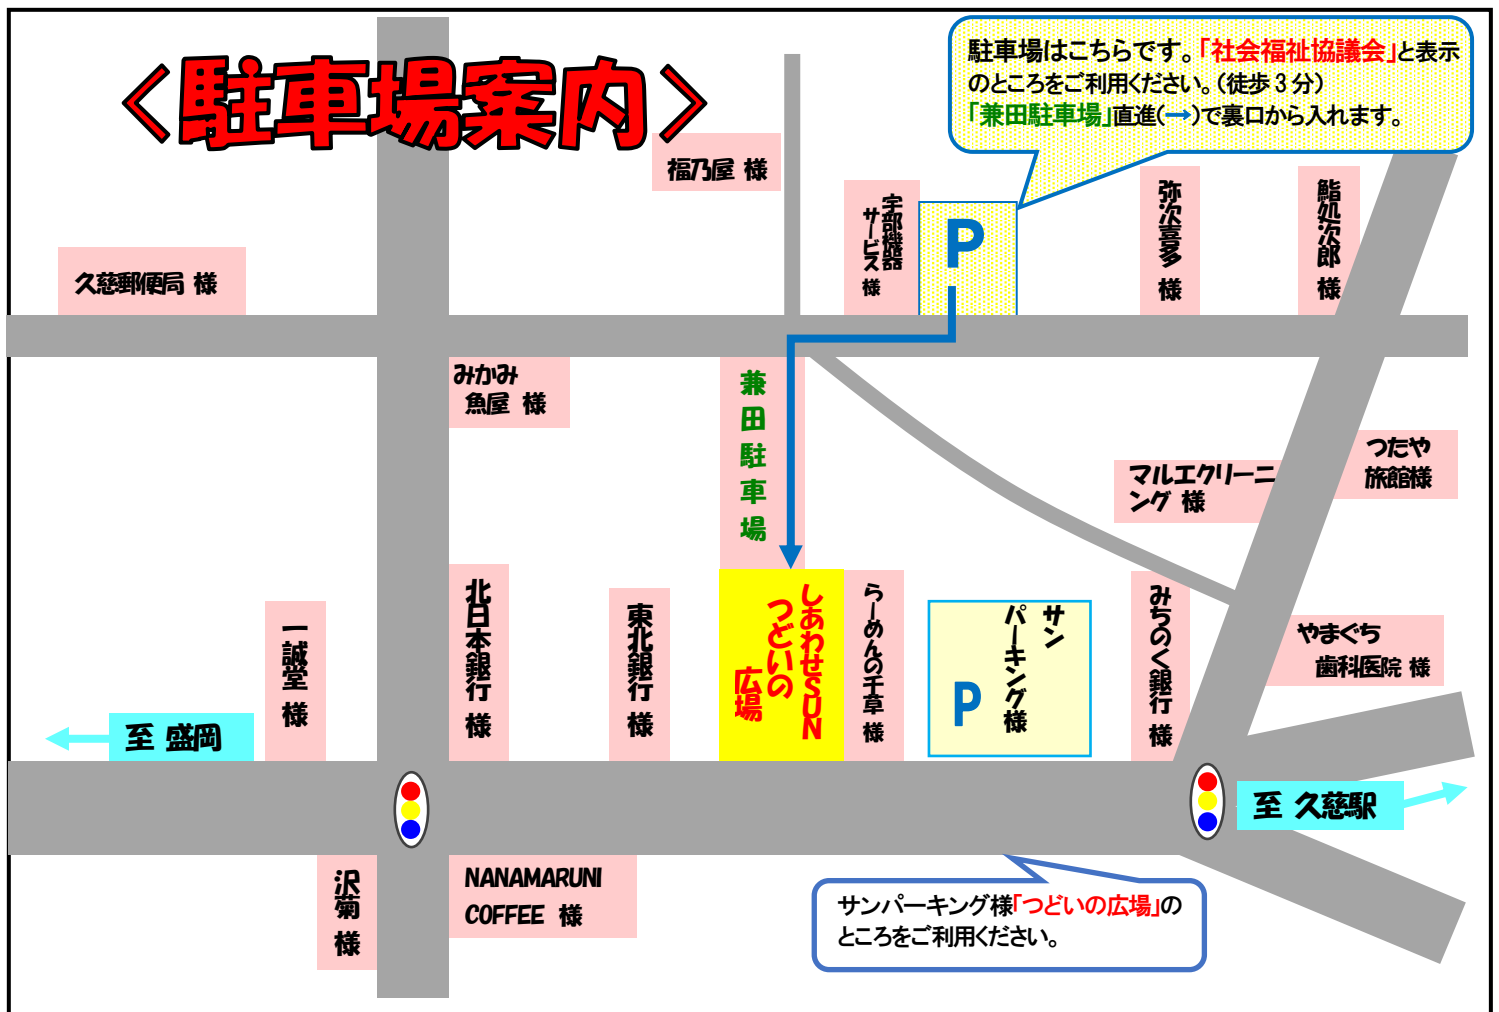 ＜駐車場案内＞
駐車場はこちらです。「社会福祉協議会」と表示
のところをご利用ください。（徒歩3分）
「兼田駐車場」直進(→)で裏口から入れます。
福乃屋 様
久慈郵便局 様
宇部機器
サービス 様
P
弥次喜多 様
鮨処次郎 様
みかみ
魚屋 様
兼田駐車場
つたや
旅館様
マルエクリーニ
ング 様
一誠堂 様
北日本銀行 様
東北銀行 様
しあわせSUN
つどいの
広場
らーめんの千草 様
サン
パーキング様
P
みちのく銀行 様
やまぐち
歯科医院 様
至 盛岡
至 久慈駅
沢菊 様
NANAMARUNI
COFFEE 様
サンパーキング様「つどいの広場」の
ところをご利用ください。